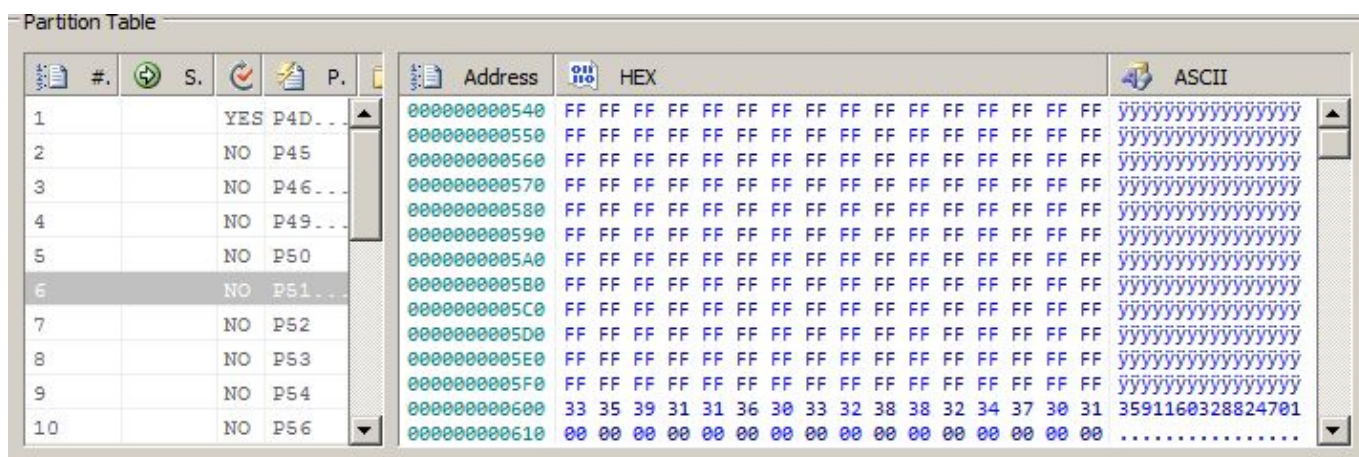 Partition Table
#. S. P. Address HEX ASCII
1 YES P4D...
2 NO P45
3 NO P46...
4 NO P49...
5 NO P50
6 NO P51...
7 NO P52
8 NO P53
9 NO P54
10 NO P56
000000000540 FF FF FF FF FF FF FF FF FF FF FF FF FF FF FF FF ÿÿÿÿÿÿÿÿÿÿÿÿÿÿÿÿ
000000000550 FF FF FF FF FF FF FF FF FF FF FF FF FF FF FF FF ÿÿÿÿÿÿÿÿÿÿÿÿÿÿÿÿ
000000000560 FF FF FF FF FF FF FF FF FF FF FF FF FF FF FF FF ÿÿÿÿÿÿÿÿÿÿÿÿÿÿÿÿ
000000000570 FF FF FF FF FF FF FF FF FF FF FF FF FF FF FF FF ÿÿÿÿÿÿÿÿÿÿÿÿÿÿÿÿ
000000000580 FF FF FF FF FF FF FF FF FF FF FF FF FF FF FF FF ÿÿÿÿÿÿÿÿÿÿÿÿÿÿÿÿ
000000000590 FF FF FF FF FF FF FF FF FF FF FF FF FF FF FF FF ÿÿÿÿÿÿÿÿÿÿÿÿÿÿÿÿ
0000000005A0 FF FF FF FF FF FF FF FF FF FF FF FF FF FF FF FF ÿÿÿÿÿÿÿÿÿÿÿÿÿÿÿÿ
0000000005B0 FF FF FF FF FF FF FF FF FF FF FF FF FF FF FF FF ÿÿÿÿÿÿÿÿÿÿÿÿÿÿÿÿ
0000000005C0 FF FF FF FF FF FF FF FF FF FF FF FF FF FF FF FF ÿÿÿÿÿÿÿÿÿÿÿÿÿÿÿÿ
0000000005D0 FF FF FF FF FF FF FF FF FF FF FF FF FF FF FF FF ÿÿÿÿÿÿÿÿÿÿÿÿÿÿÿÿ
0000000005E0 FF FF FF FF FF FF FF FF FF FF FF FF FF FF FF FF ÿÿÿÿÿÿÿÿÿÿÿÿÿÿÿÿ
0000000005F0 FF FF FF FF FF FF FF FF FF FF FF FF FF FF FF FF ÿÿÿÿÿÿÿÿÿÿÿÿÿÿÿÿ
000000000600 33 35 39 31 31 36 30 33 32 38 38 32 34 37 30 31 3591160328824701
000000000610 00 00 00 00 00 00 00 00 00 00 00 00 00 00 00 00 ................